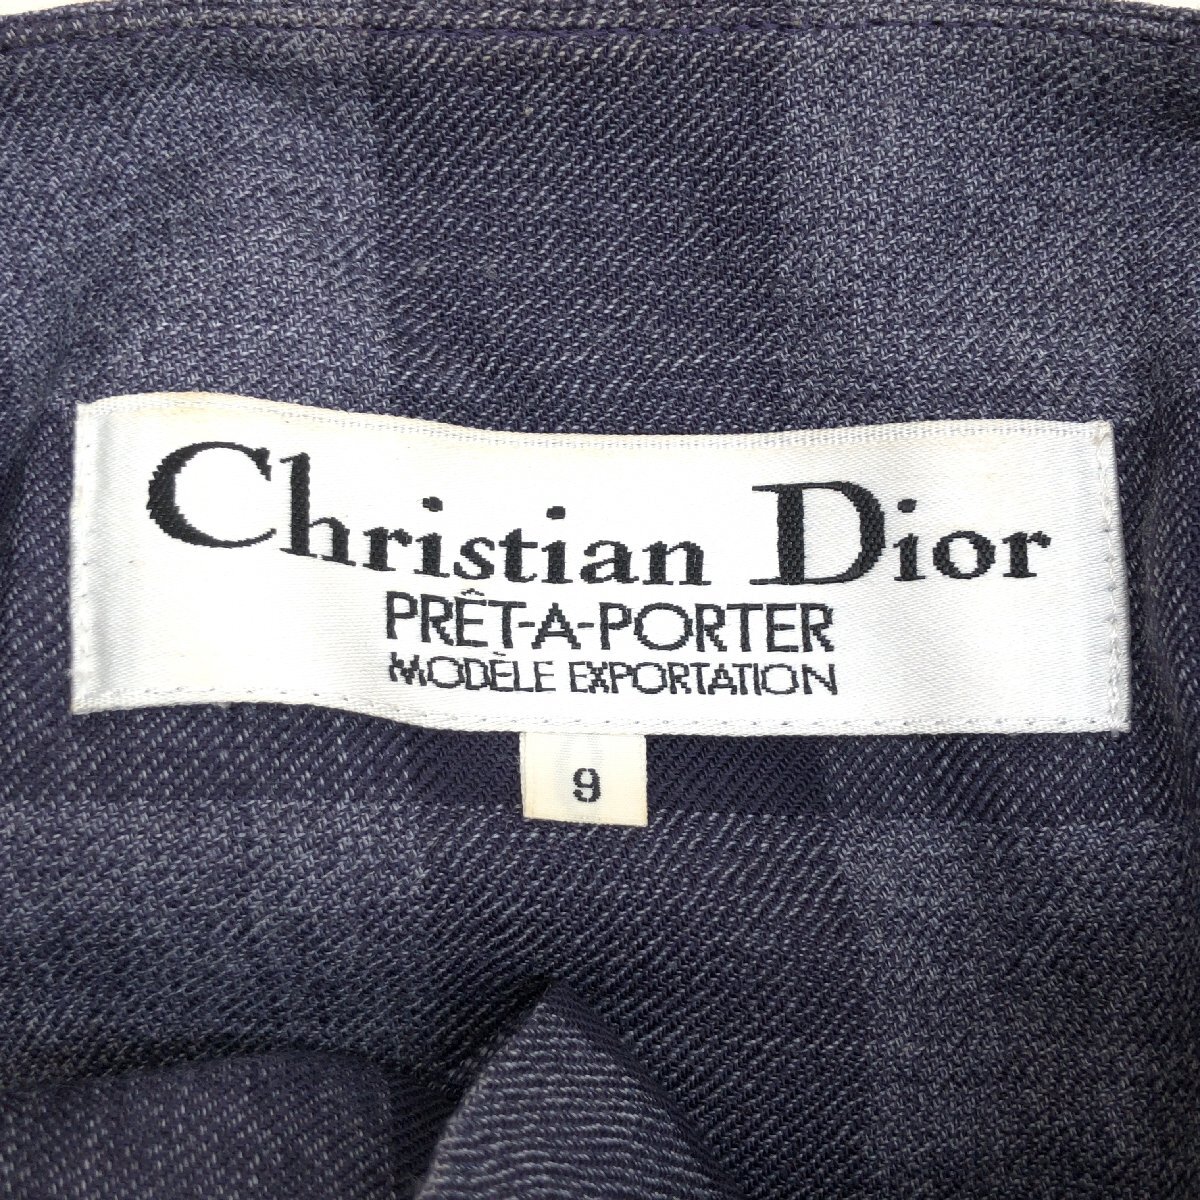 Christian Dior
PRÊT-A-PORTER
MODÈLE EXPORTATION
9